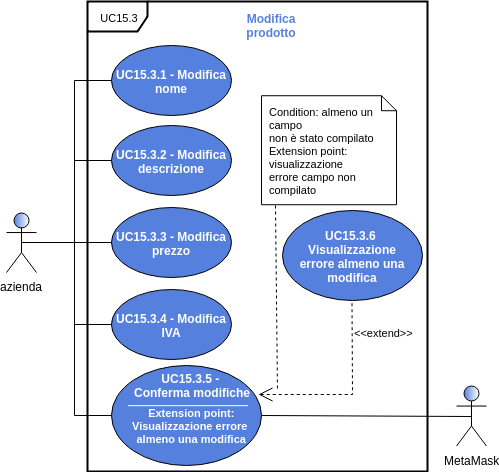 UC15.3
Modifica
prodotto
UC15.3.1 - Modifica
nome
Condition: almeno un
campo
non è stato compilato
Extension point:
visualizzazione
errore campo non
compilato
UC15.3.2 - Modifica
descrizione
UC15.3.3 - Modifica
prezzo
UC15.3.6
Visualizzazione
errore almeno una
modifica
azienda
UC15.3.4 - Modifica
IVA
<<extend>>
UC15.3.5 -
Conferma modifiche
Extension point:
Visualizzazione errore
almeno una modifica
MetaMask